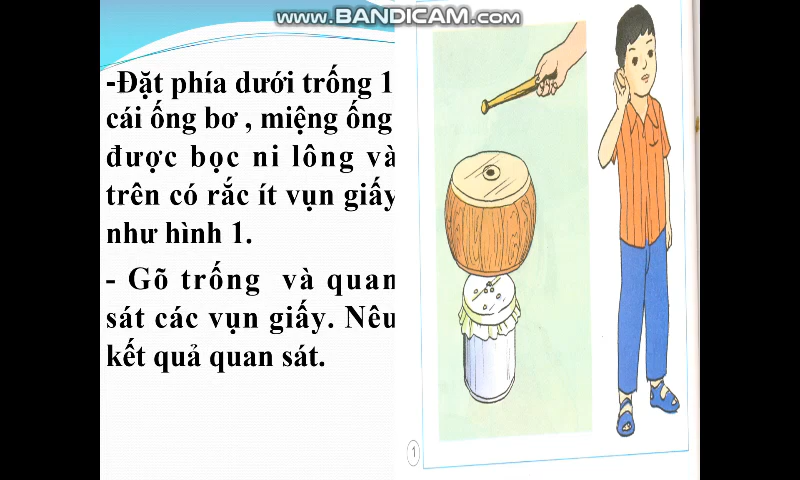 WWW.BANDICAM.COM
-Đặt phía dưới trống 1
cái ống bơ , miệng ống
được bọc ni lông và
trên có rắc ít vụn giấy
như hình 1.
- Gõ trống và quan
sát các vụn giấy. Nêu
kết quả quan sát.
1